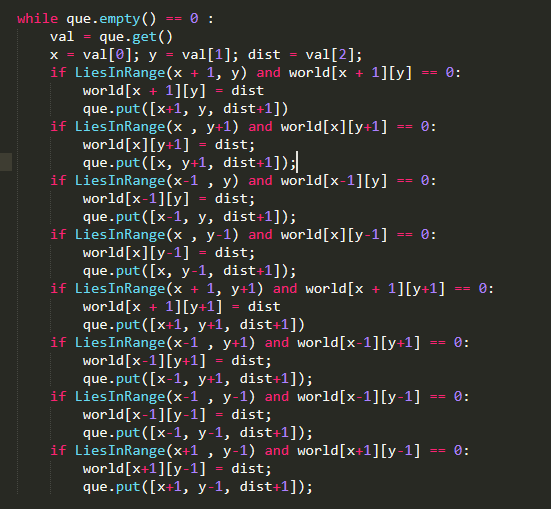 while que.empty() == 0 :
    val = que.get()
    x = val[0]; y = val[1]; dist = val[2];
    if LiesInRange(x + 1, y) and world[x + 1][y] == 0:
        world[x + 1][y] = dist
        que.put([x+1, y, dist+1])
    if LiesInRange(x , y+1) and world[x][y+1] == 0:
        world[x][y+1] = dist;
        que.put([x, y+1, dist+1]);
    if LiesInRange(x-1 , y) and world[x-1][y] == 0:
        world[x-1][y] = dist;
        que.put([x-1, y, dist+1]);
    if LiesInRange(x , y-1) and world[x][y-1] == 0:
        world[x][y-1] = dist;
        que.put([x, y-1, dist+1]);
    if LiesInRange(x + 1, y+1) and world[x + 1][y+1] == 0:
        world[x + 1][y+1] = dist
        que.put([x+1, y+1, dist+1])
    if LiesInRange(x-1 , y+1) and world[x-1][y+1] == 0:
        world[x-1][y+1] = dist;
        que.put([x-1, y+1, dist+1]);
    if LiesInRange(x-1 , y-1) and world[x-1][y-1] == 0:
        world[x-1][y-1] = dist;
        que.put([x-1, y-1, dist+1]);
    if LiesInRange(x+1 , y-1) and world[x+1][y-1] == 0:
        world[x+1][y-1] = dist;
        que.put([x+1, y-1, dist+1]);